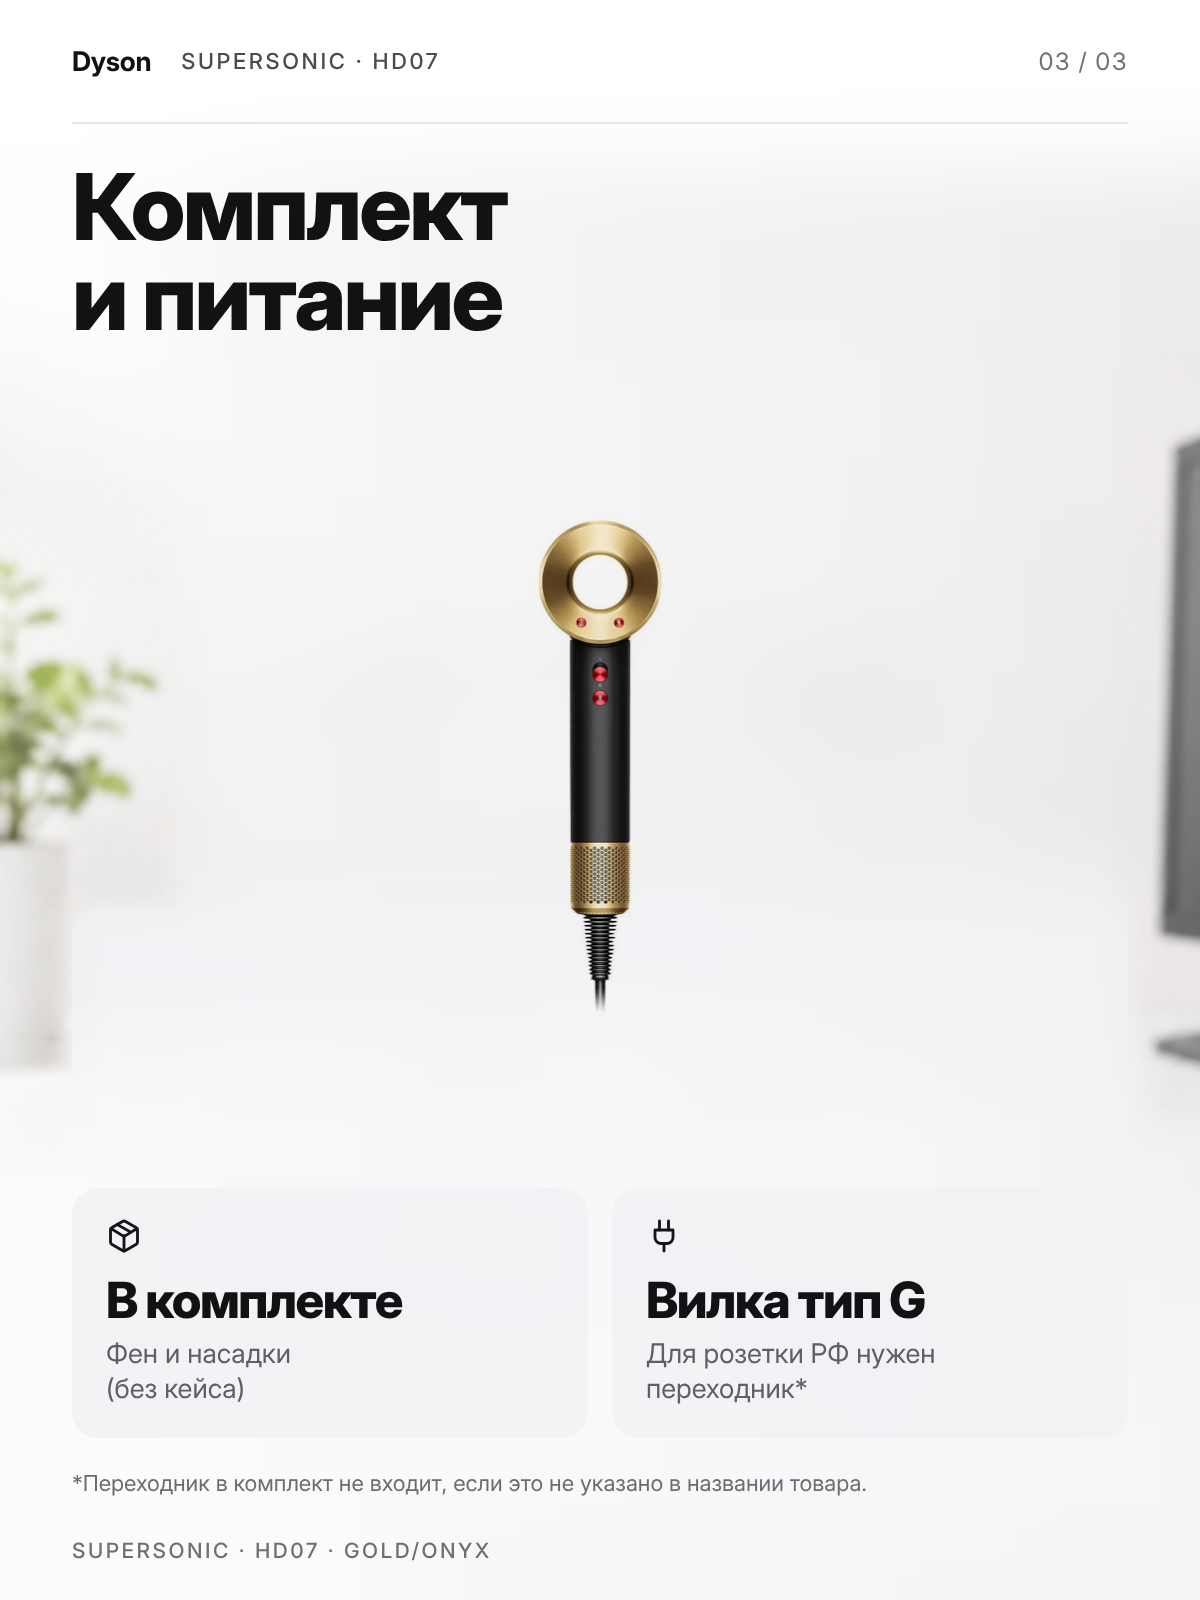 Dyson SUPERSONIC · HD07 03 / 03
Комплект
и питание
В комплекте
Фен и насадки
(без кейса)
Вилка тип G
Для розетки РФ нужен
переходник*
*Переходник в комплект не входит, если это не указано в названии товара.
SUPERSONIC · HD07 · GOLD/ONYX